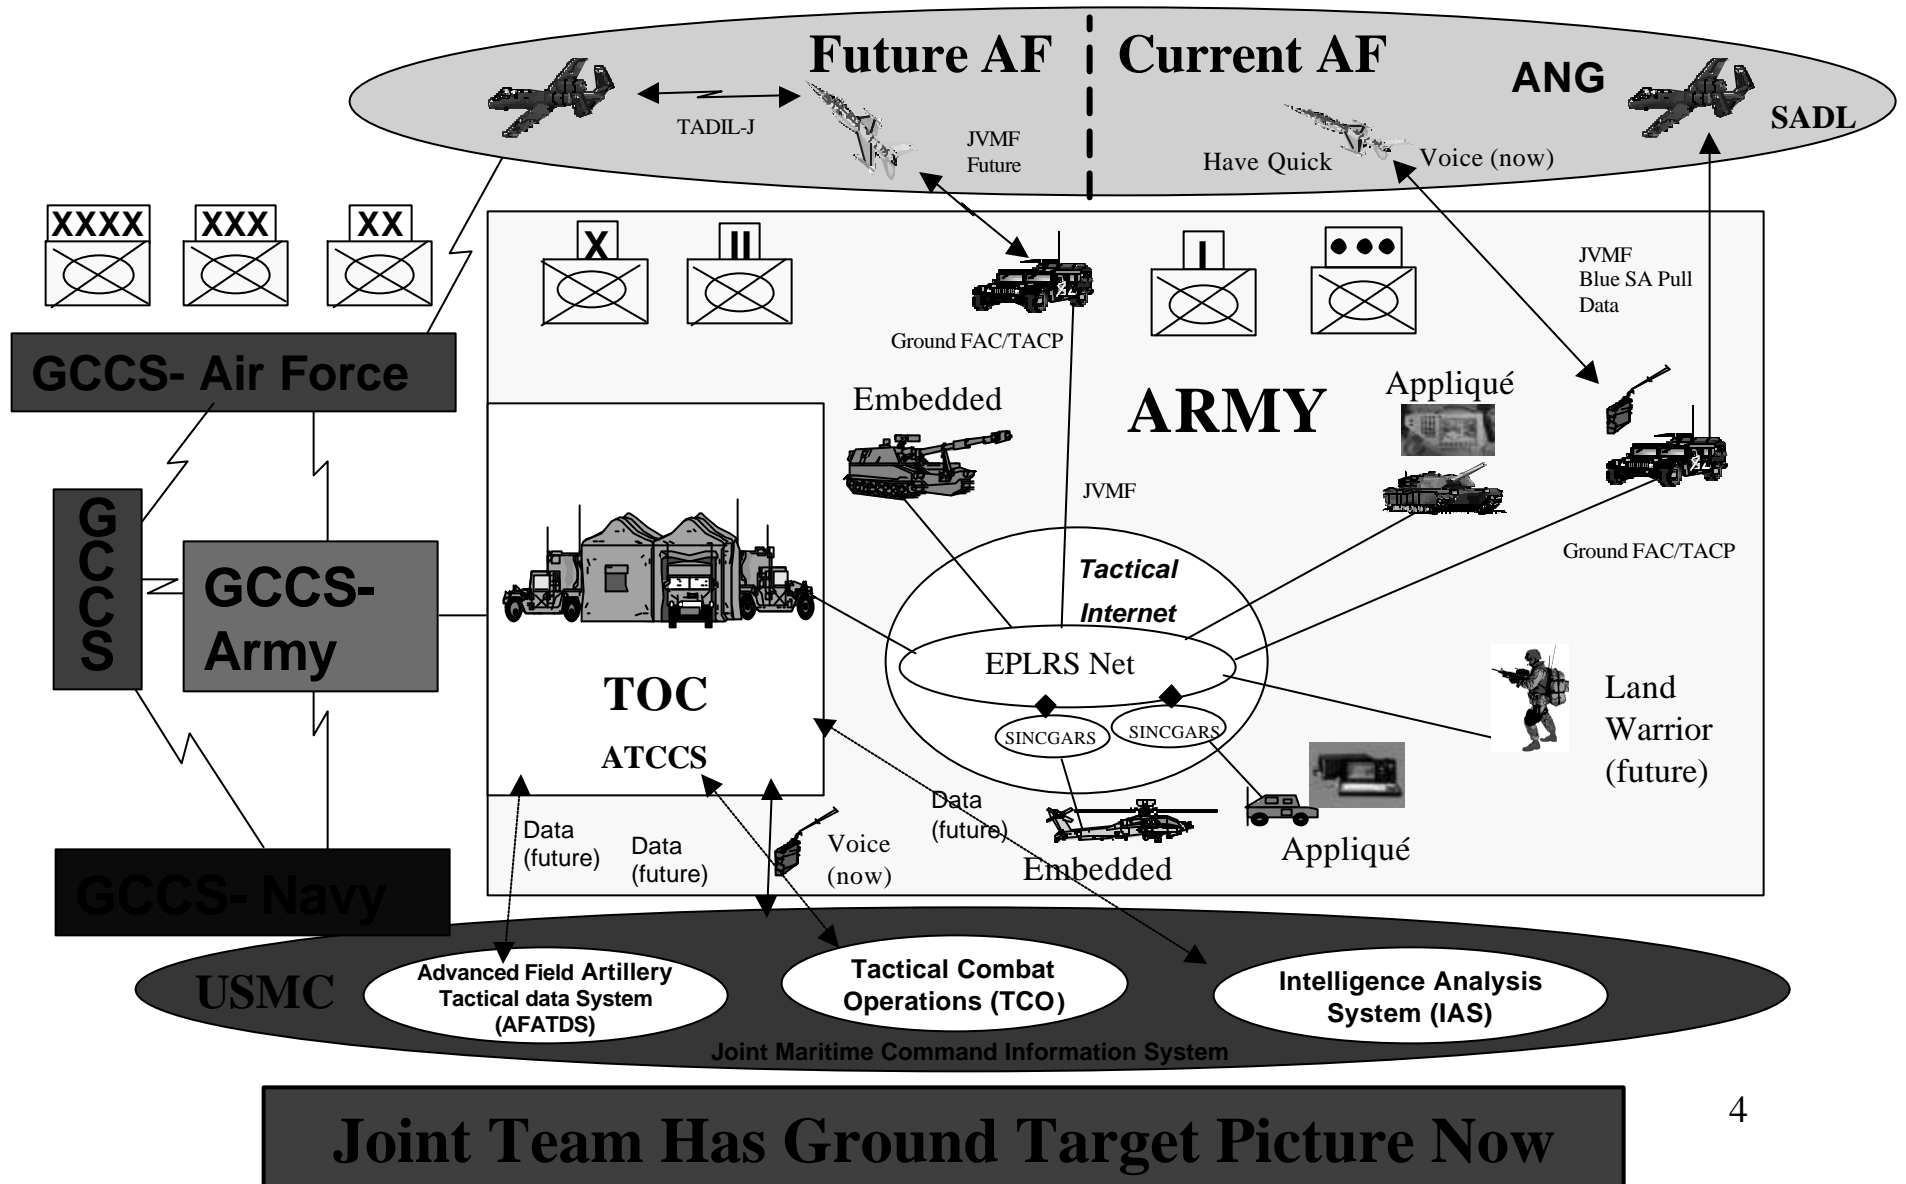 Future AF
Current AF
ANG
SADL
TADIL-J
JVMF
Future
Have Quick
Voice (now)
XXXX
XXX
XX
X
II
I
●●●
JVMF
Blue SA Pull
Data
Ground FAC/TACP
GCCS- Air Force
Embedded
ARMY
Appliqué
JVMF
Ground FAC/TACP
G
C
C
S
GCCS-
Army
Tactical
Internet
EPLRS Net
SINCGARS
SINCGARS
TOC
ATCCS
Land
Warrior
(future)
Data
(future)
Data
(future)
Voice
(now)
Data
(future)
Embedded
Appliqué
GCCS- Navy
USMC
Advanced Field Artillery
Tactical data System
(AFATDS)
Tactical Combat
Operations (TCO)
Intelligence Analysis
System (IAS)
Joint Maritime Command Information System
Joint Team Has Ground Target Picture Now
4